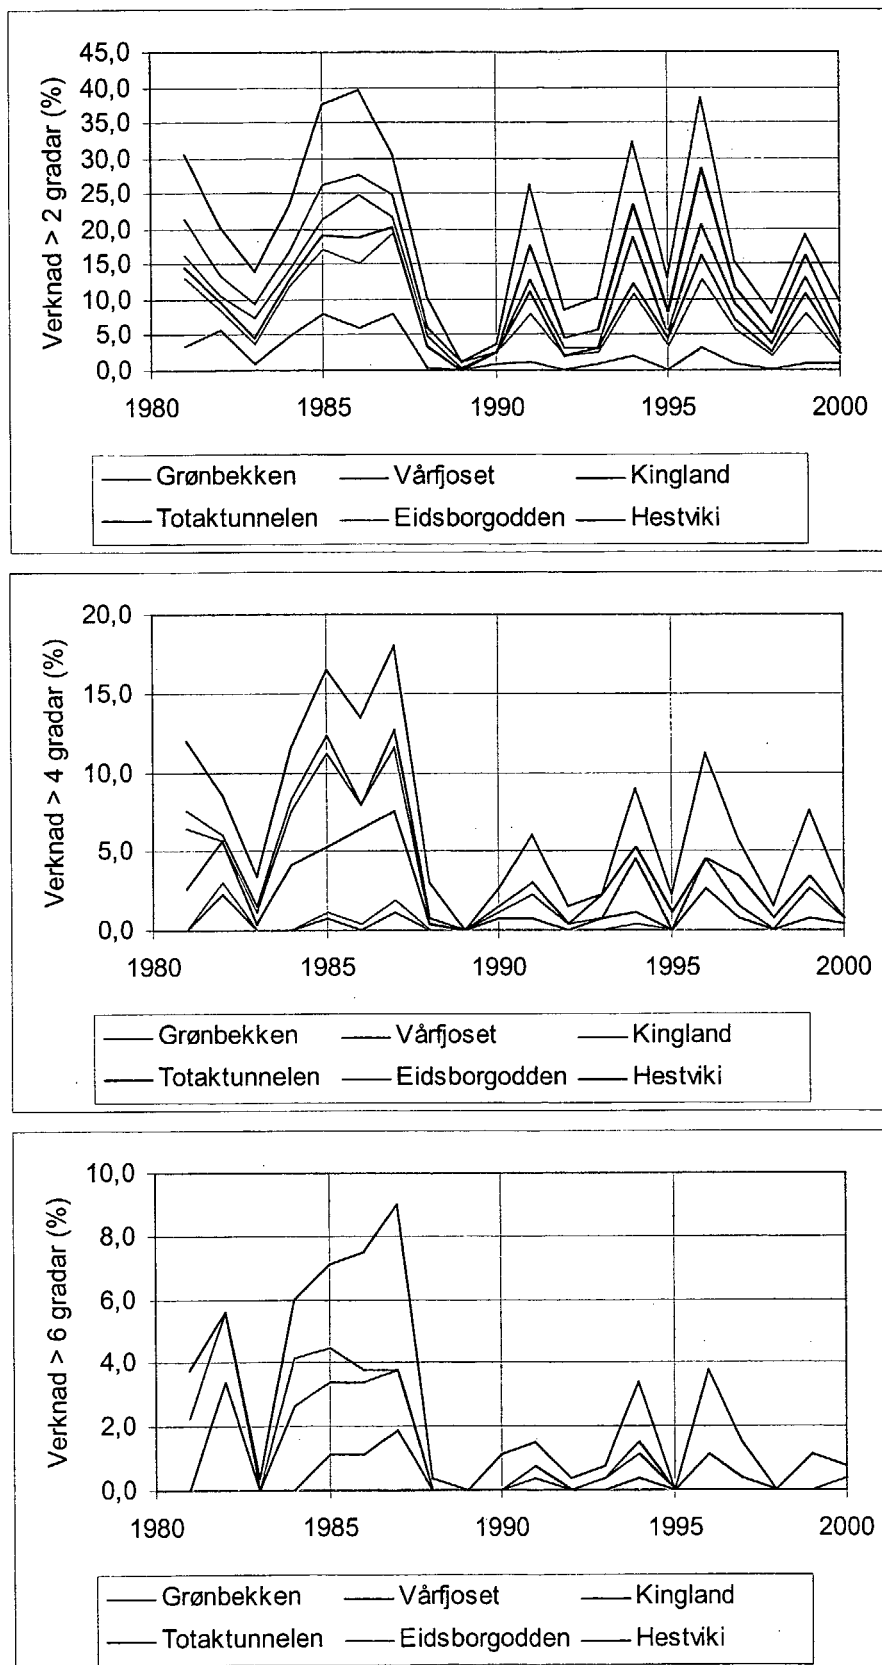 Verknad > 2 gradar (%)
45,0
40,0
35,0
30,0
25,0
20,0
15,0
10,0
5,0
0,0
1980 1985 1990 1995 2000
Grønbekken Vårfjoset Kingland
Totaktunnelen Eidsborgodden Hestviki
Verknad > 4 gradar (%)
20,0
15,0
10,0
5,0
0,0
1980 1985 1990 1995 2000
Grønbekken Vårfjoset Kingland
Totaktunnelen Eidsborgodden Hestviki
Verknad > 6 gradar (%)
10,0
8,0
6,0
4,0
2,0
0,0
1980 1985 1990 1995 2000
Grønbekken Vårfjoset Kingland
Totaktunnelen Eidsborgodden Hestviki